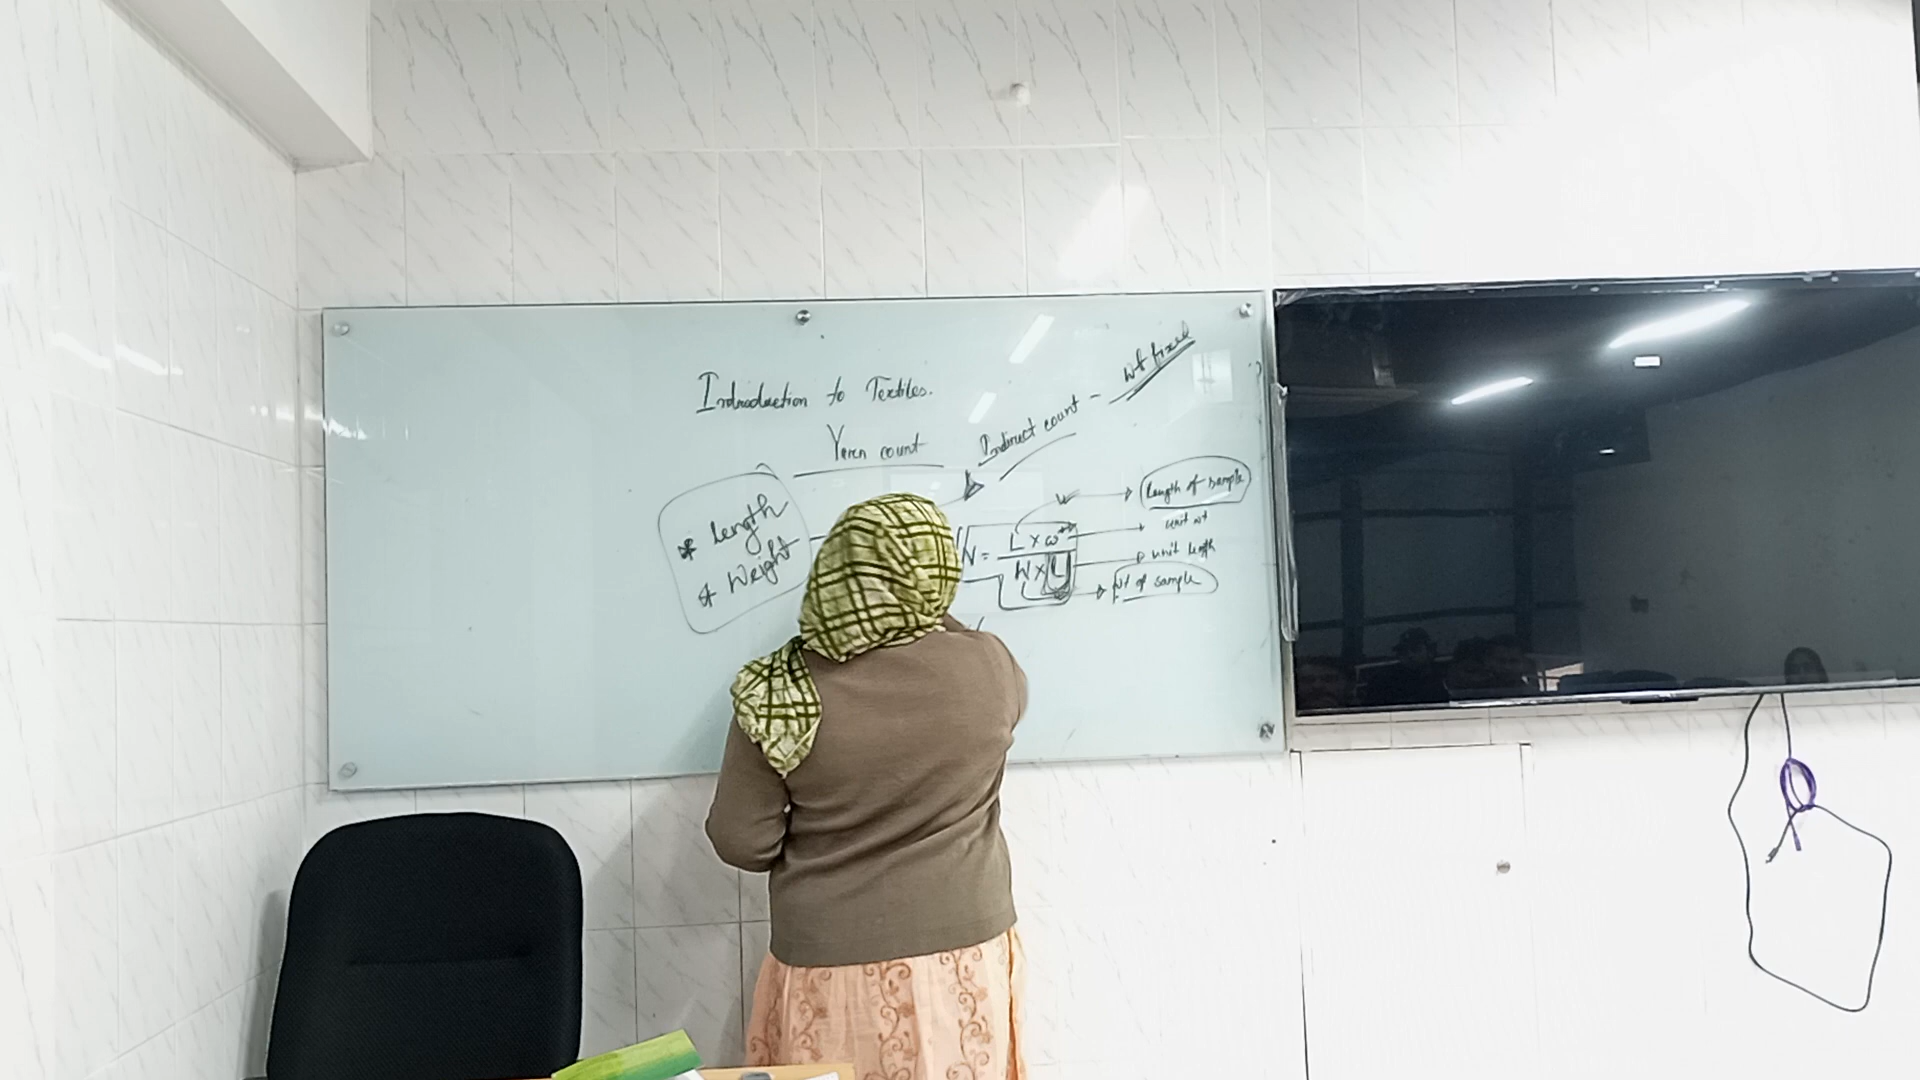 Introduction to Textiles.
Yarn count
Indirect count - wt fixed
* Length
* Weight
N = L × w
W × L
length of sample
unit wt
unit length
wt of sample